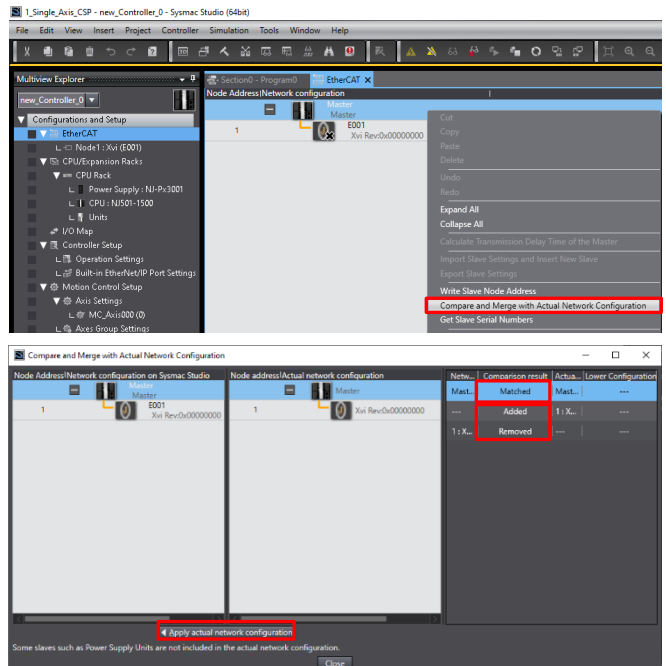 1_Single_Axis_CSP - new_Controller_0 - Sysmac Studio (64bit)
File Edit View Insert Project Controller Simulation Tools Window Help
Multiview Explorer
new_Controller_0
Configurations and Setup
EtherCAT
Node1 : Xvi (E001)
CPU/Expansion Racks
CPU Rack
Power Supply : NJ-Px3001
CPU : NJ501-1500
Units
I/O Map
Controller Setup
Operation Settings
Built-in EtherNet/IP Port Settings
Motion Control Setup
Axis Settings
MC_Axis000 (0)
Axes Group Settings
Section0 - Program0 EtherCAT
Node Address|Network configuration
Master
Master
1 E001
Xvi Rev:0x00000000
Cut
Copy
Paste
Delete
Undo
Redo
Expand All
Collapse All
Calculate Transmission Delay Time of the Master
Import Slave Settings and Insert New Slave
Export Slave Settings
Write Slave Node Address
Compare and Merge with Actual Network Configuration
Get Slave Serial Numbers
Compare and Merge with Actual Network Configuration
Node Address|Network configuration on Sysmac Studio
Master
Master
1 E001
Xvi Rev:0x00000000
Node address|Actual network configuration
Master
1 Xvi Rev:0x00000000
Netw... Comparison result Actua... Lower Configuration
Mast... Matched Mast... ---
--- Added 1 : X... ---
1 : X... Removed --- ---
Apply actual network configuration
Some slaves such as Power Supply Units are not included in the actual network configuration.
Close